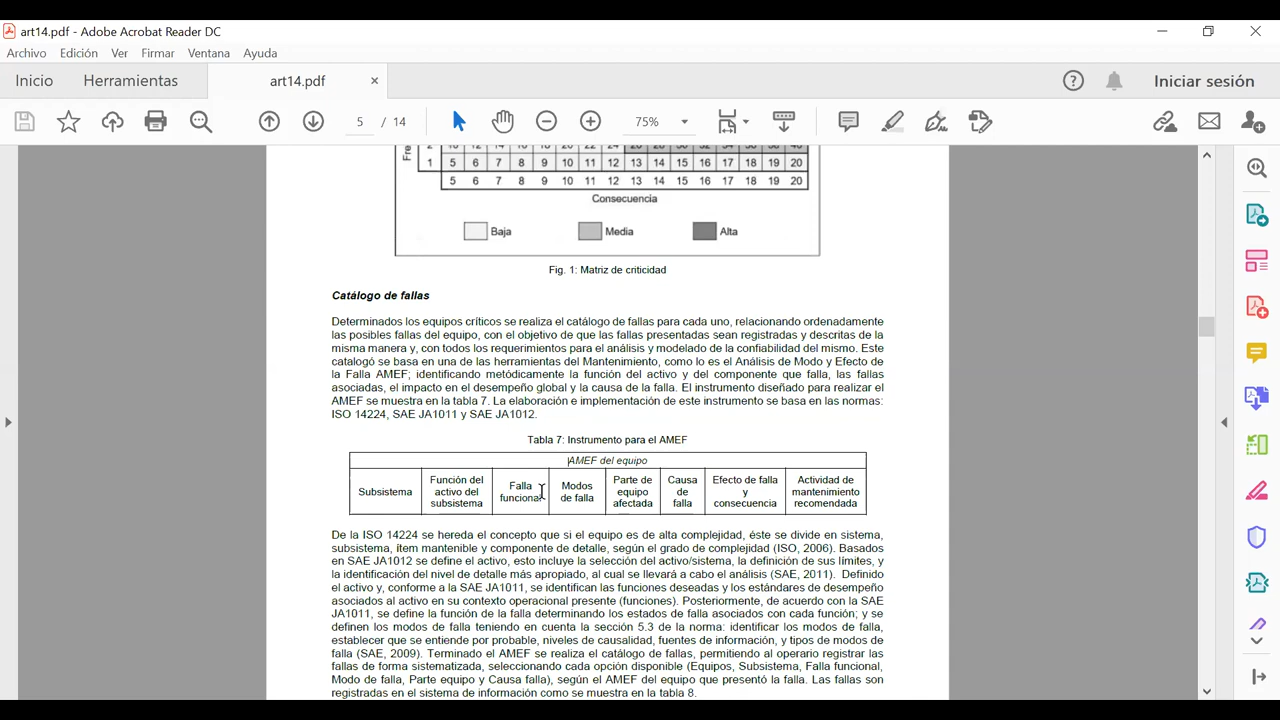 art14.pdf - Adobe Acrobat Reader DC
Archivo Edición Ver Firmar Ventana Ayuda
Inicio Herramientas art14.pdf × Iniciar sesión
5 / 14 75%
1 5 6 7 8 9 10 11 12 13 14 15 16 17 18 19 20
5 6 7 8 9 10 11 12 13 14 15 16 17 18 19 20
Consecuencia
Baja Media Alta
Fig. 1: Matriz de criticidad
Catálogo de fallas
Determinados los equipos críticos se realiza el catálogo de fallas para cada uno, relacionando ordenadamente
las posibles fallas del equipo, con el objetivo de que las fallas presentadas sean registradas y descritas de la
misma manera y, con todos los requerimientos para el análisis y modelado de la confiabilidad del mismo. Este
catalogó se basa en una de las herramientas del Mantenimiento, como lo es el Análisis de Modo y Efecto de
la Falla AMEF; identificando metódicamente la función del activo y del componente que falla, las fallas
asociadas, el impacto en el desempeño global y la causa de la falla. El instrumento diseñado para realizar el
AMEF se muestra en la tabla 7. La elaboración e implementación de este instrumento se basa en las normas:
ISO 14224, SAE JA1011 y SAE JA1012.
Tabla 7: Instrumento para el AMEF
AMEF del equipo
Subsistema
Función del
activo del
subsistema
Falla
funcional
Modos
de falla
Parte de
equipo
afectada
Causa
de
falla
Efecto de falla
y
consecuencia
Actividad de
mantenimiento
recomendada
De la ISO 14224 se hereda el concepto que si el equipo es de alta complejidad, éste se divide en sistema,
subsistema, ítem mantenible y componente de detalle, según el grado de complejidad (ISO, 2006). Basados
en SAE JA1012 se define el activo, esto incluye la selección del activo/sistema, la definición de sus límites, y
la identificación del nivel de detalle más apropiado, al cual se llevará a cabo el análisis (SAE, 2011). Definido
el activo y, conforme a la SAE JA1011, se identifican las funciones deseadas y los estándares de desempeño
asociados al activo en su contexto operacional presente (funciones). Posteriormente, de acuerdo con la SAE
JA1011, se define la función de la falla determinando los estados de falla asociados con cada función; y se
definen los modos de falla teniendo en cuenta la sección 5.3 de la norma: identificar los modos de falla,
establecer que se entiende por probable, niveles de causalidad, fuentes de información, y tipos de modos de
falla (SAE, 2009). Terminado el AMEF se realiza el catálogo de fallas, permitiendo al operario registrar las
fallas de forma sistematizada, seleccionando cada opción disponible (Equipos, Subsistema, Falla funcional,
Modo de falla, Parte equipo y Causa falla), según el AMEF del equipo que presentó la falla. Las fallas son
registradas en el sistema de información como se muestra en la tabla 8.